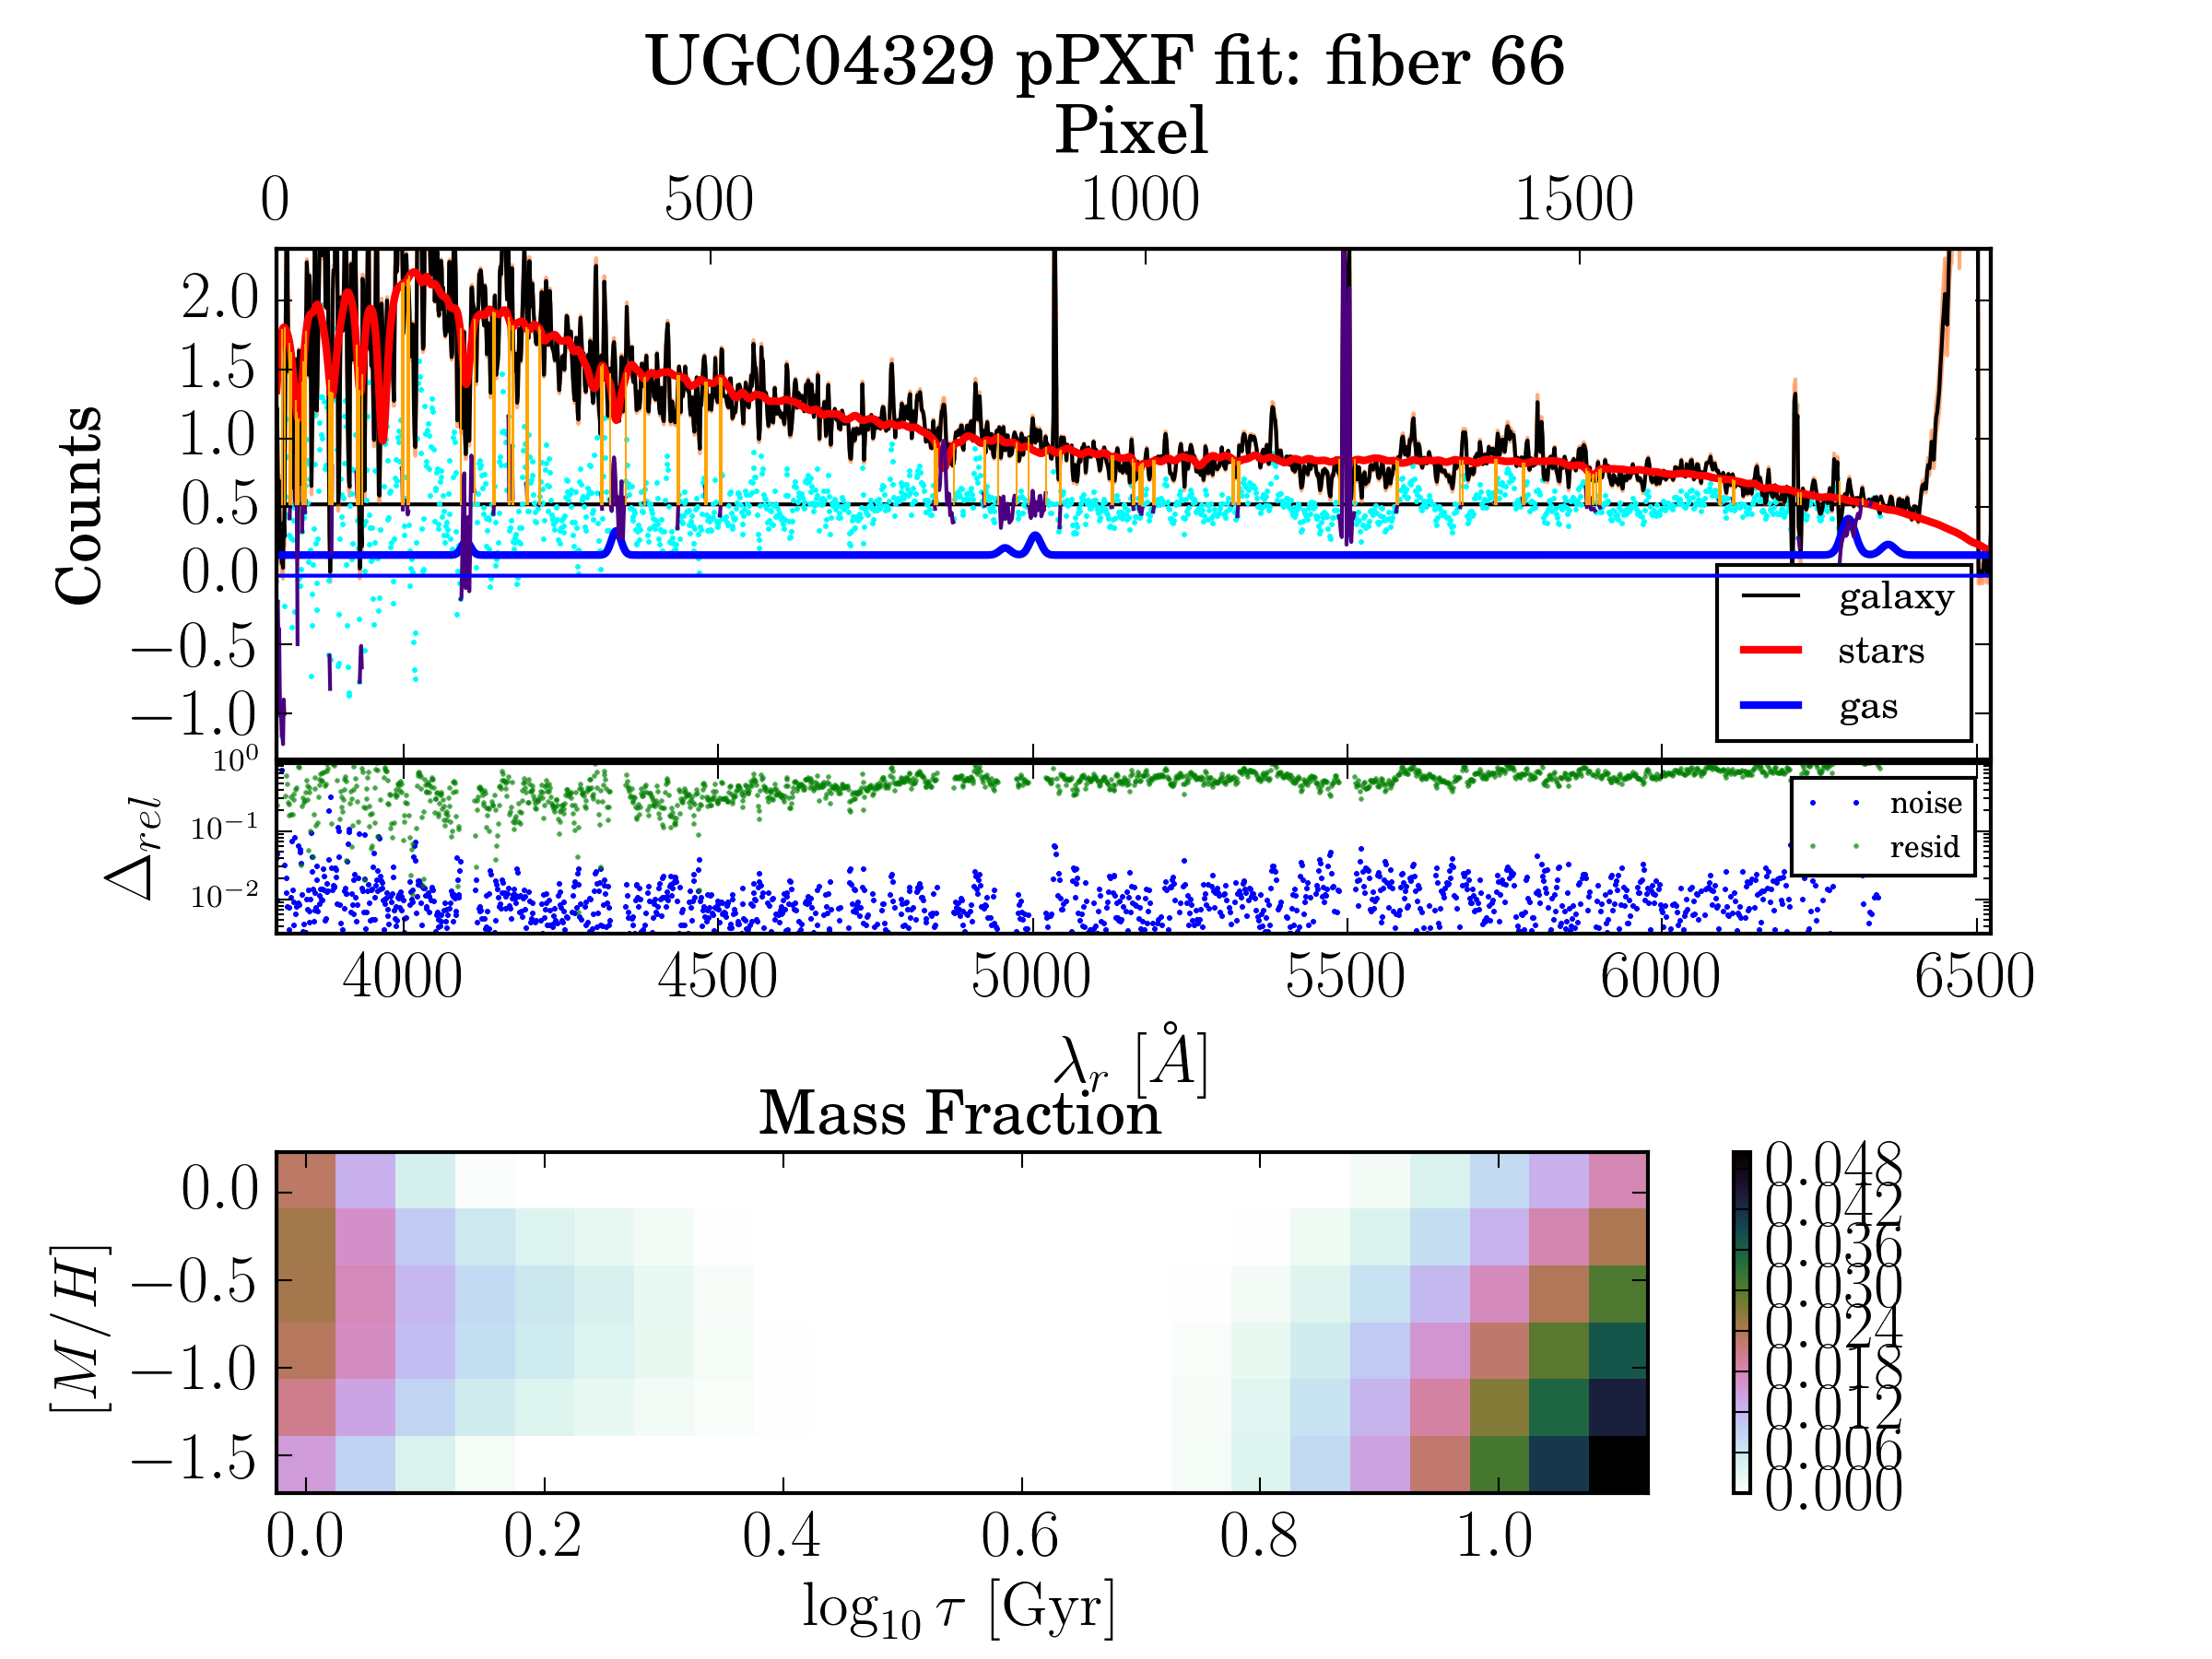 UGC04329 pPXF fit: fiber 66
Pixel
0 500 1000 1500
Counts
2.0
1.5
1.0
0.5
0.0
−0.5
−1.0
galaxy
stars
gas
Δrel
10⁰
10⁻¹
10⁻²
noise
resid
4000 4500 5000 5500 6000 6500
λr [Å]
Mass Fraction
[M/H]
0.0
−0.5
−1.0
−1.5
0.0 0.2 0.4 0.6 0.8 1.0
log₁₀ τ [Gyr]
0.048
0.042
0.036
0.030
0.024
0.018
0.012
0.006
0.000